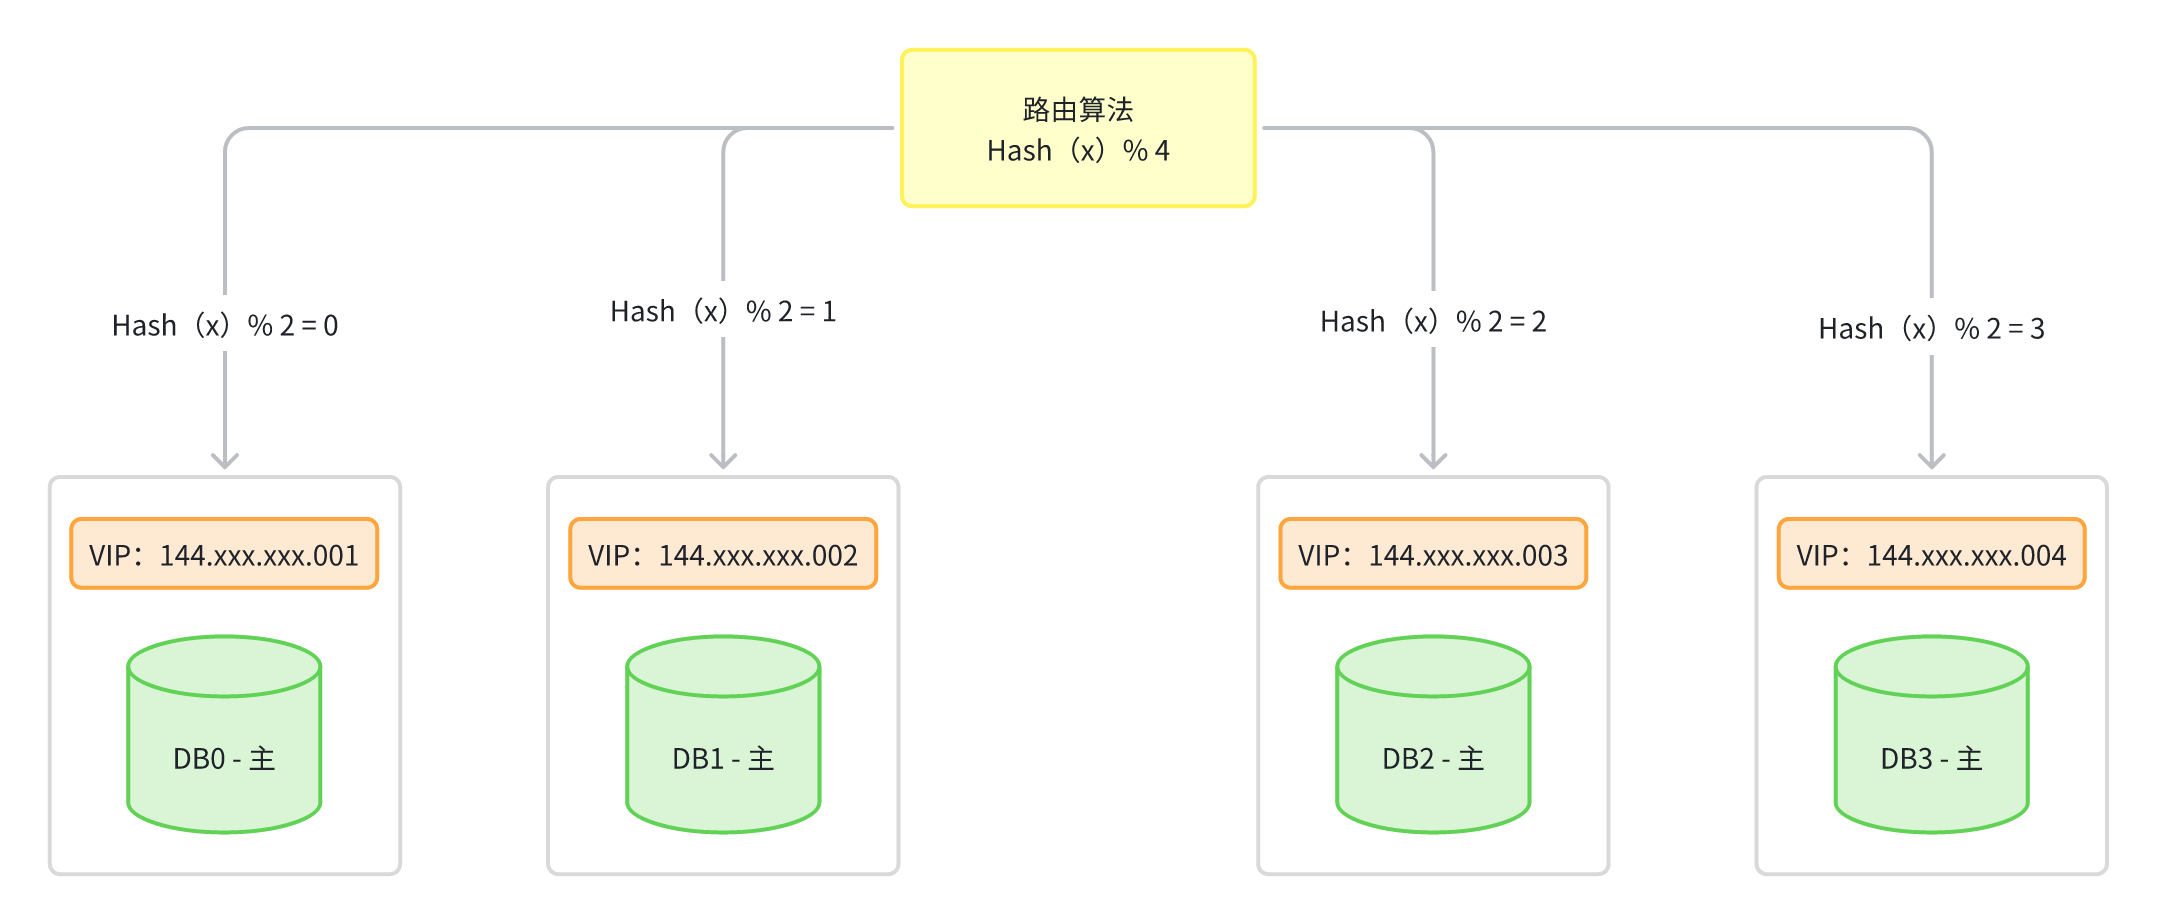 路由算法
Hash（x）% 4
Hash（x）% 2 = 0
Hash（x）% 2 = 1
Hash（x）% 2 = 2
Hash（x）% 2 = 3
VIP：144.xxx.xxx.001
VIP：144.xxx.xxx.002
VIP：144.xxx.xxx.003
VIP：144.xxx.xxx.004
DB0 - 主
DB1 - 主
DB2 - 主
DB3 - 主